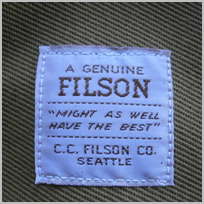 A GENUINE
FILSON
"MIGHT AS WELL
HAVE THE BEST"
C.C. FILSON CO.
SEATTLE